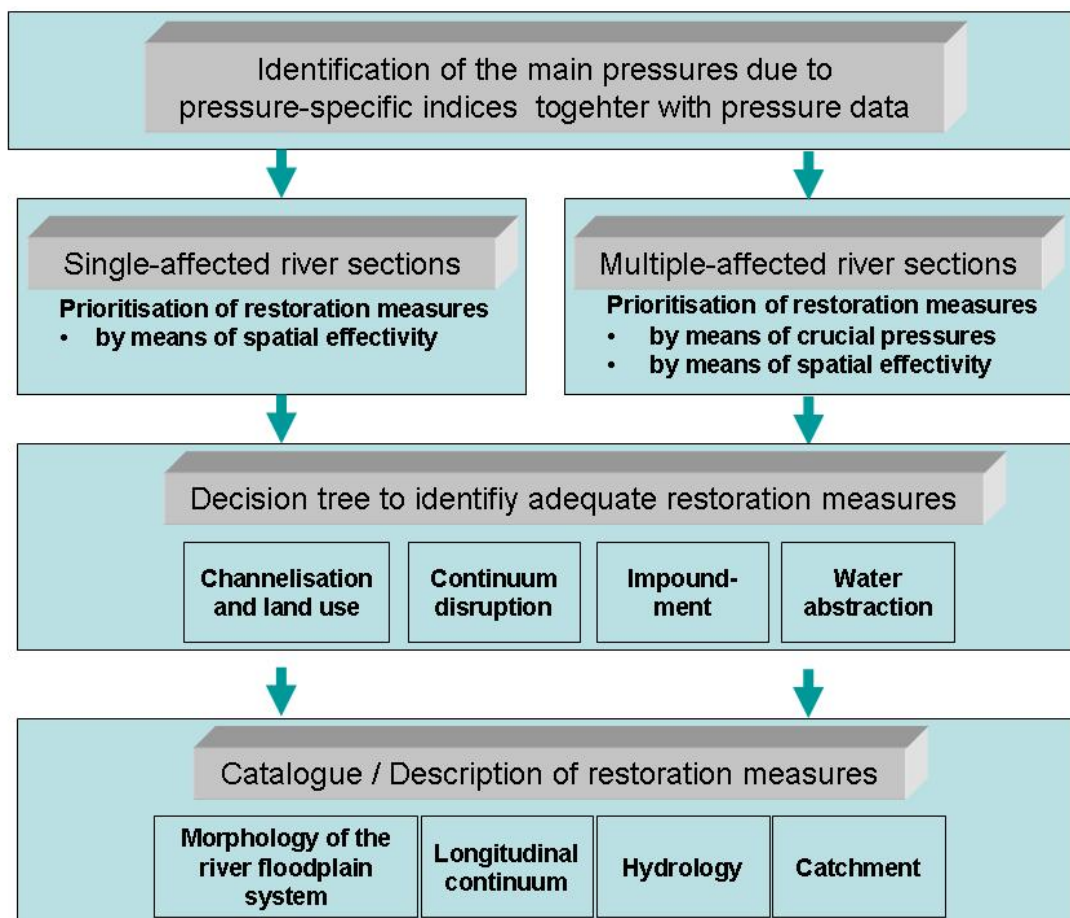 Identification of the main pressures due to
pressure-specific indices togehter with pressure data
Single-affected river sections
Prioritisation of restoration measures
• by means of spatial effectivity
Multiple-affected river sections
Prioritisation of restoration measures
• by means of crucial pressures
• by means of spatial effectivity
Decision tree to identifiy adequate restoration measures
Channelisation
and land use
Continuum
disruption
Impound-
ment
Water
abstraction
Catalogue / Description of restoration measures
Morphology of the
river floodplain
system
Longitudinal
continuum
Hydrology
Catchment